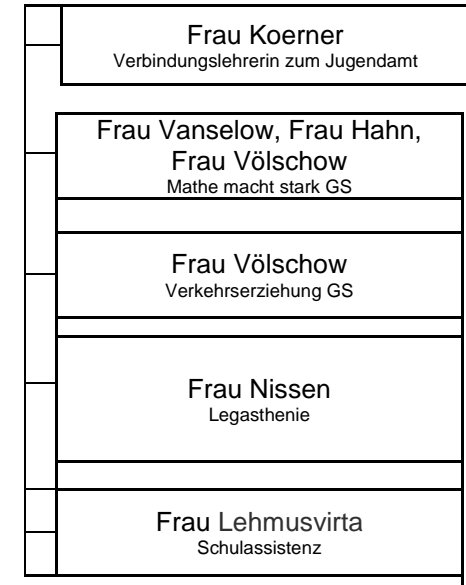 Frau Koerner
Verbindungslehrerin zum Jugendamt
Frau Vanselow, Frau Hahn,
Frau Völschow
Mathe macht stark GS
Frau Völschow
Verkehrserziehung GS
Frau Nissen
Legasthenie
Frau Lehmusvirta
Schulassistenz